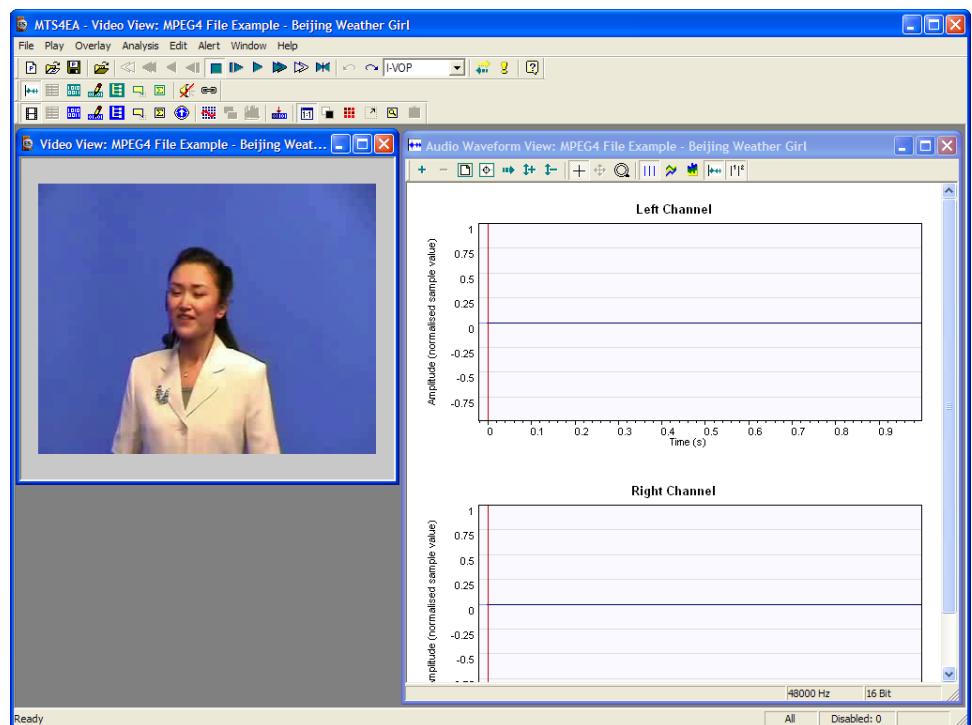 MTS4EA - Video View: MPEG4 File Example - Beijing Weather Girl
File Play Overlay Analysis Edit Alert Window Help
I-VOP
Video View: MPEG4 File Example - Beijing Weat...
Audio Waveform View: MPEG4 File Example - Beijing Weather Girl
Left Channel
Amplitude (normalised sample value)
1
0.75
0.5
0.25
0
-0.25
-0.5
-0.75
0 0.1 0.2 0.3 0.4 0.5 0.6 0.7 0.8 0.9
Time (s)
Right Channel
Amplitude (normalised sample value)
1
0.75
0.5
0.25
0
-0.25
-0.5
48000 Hz 16 Bit
Ready All Disabled: 0